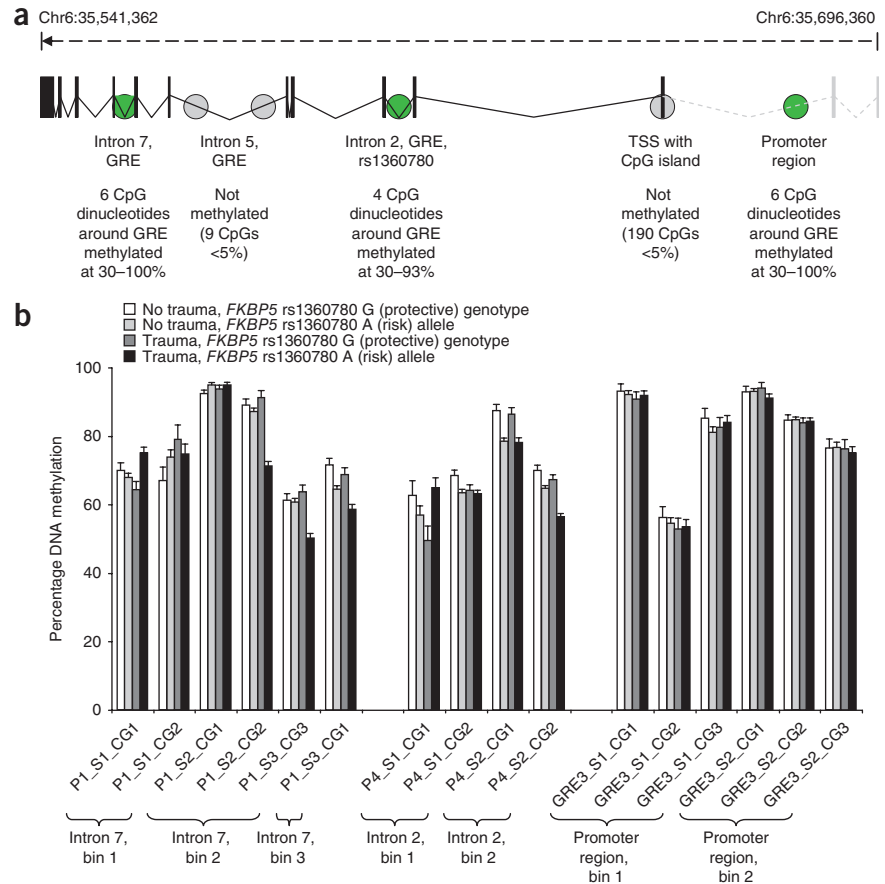 a
Chr6:35,541,362
Chr6:35,696,360
Intron 7,
GRE
6 CpG
dinucleotides
around GRE
methylated
at 30–100%
Intron 5,
GRE
Not
methylated
(9 CpGs
<5%)
Intron 2, GRE,
rs1360780
4 CpG
dinucleotides
around GRE
methylated
at 30–93%
TSS with
CpG island
Not
methylated
(190 CpGs
<5%)
Promoter
region
6 CpG
dinucleotides
around GRE
methylated
at 30–100%
b
No trauma, FKBP5 rs1360780 G (protective) genotype
No trauma, FKBP5 rs1360780 A (risk) allele
Trauma, FKBP5 rs1360780 G (protective) genotype
Trauma, FKBP5 rs1360780 A (risk) allele
Percentage DNA methylation
100
80
60
40
20
0
P1_S1_CG1
P1_S1_CG2
P1_S2_CG1
P1_S2_CG2
P1_S3_CG3
P1_S3_CG1
P4_S1_CG1
P4_S1_CG2
P4_S2_CG1
P4_S2_CG2
GRE3_S1_CG1
GRE3_S1_CG2
GRE3_S1_CG3
GRE3_S2_CG1
GRE3_S2_CG2
GRE3_S2_CG3
Intron 7,
bin 1
Intron 7,
bin 2
Intron 7,
bin 3
Intron 2,
bin 1
Intron 2,
bin 2
Promoter
region,
bin 1
Promoter
region,
bin 2